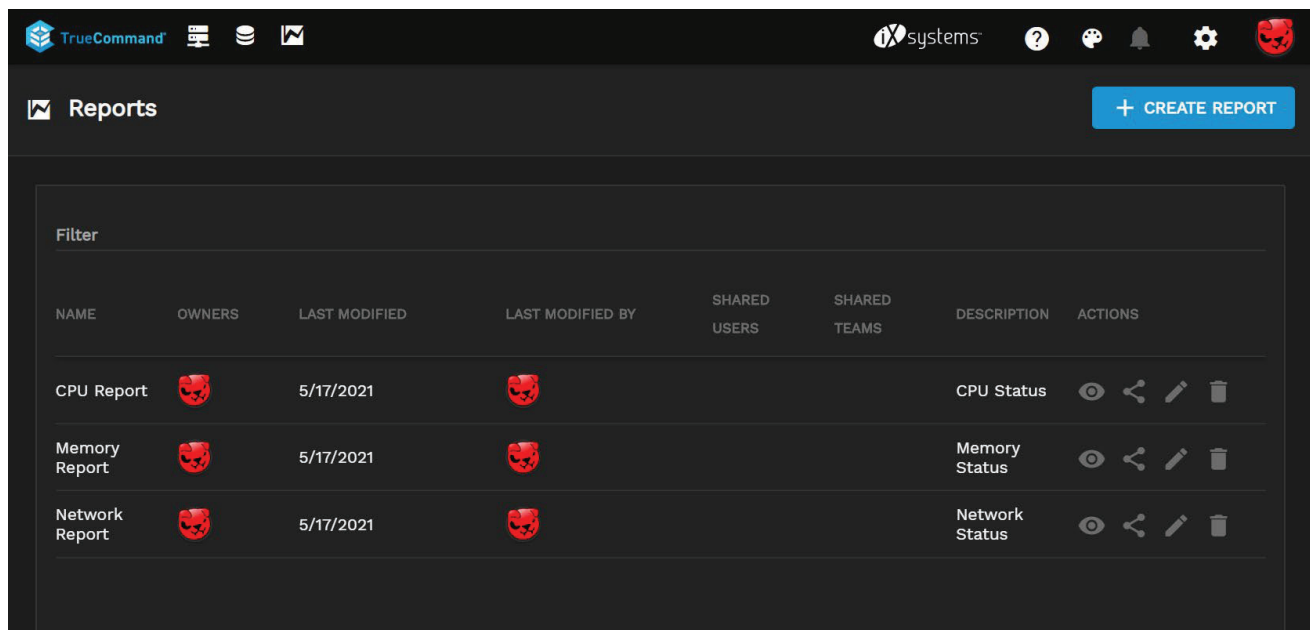 TrueCommand
iXsystems
?
Reports
+ CREATE REPORT
Filter
NAME OWNERS LAST MODIFIED LAST MODIFIED BY SHARED USERS SHARED TEAMS DESCRIPTION ACTIONS
CPU Report 5/17/2021 CPU Status
Memory Report 5/17/2021 Memory Status
Network Report 5/17/2021 Network Status